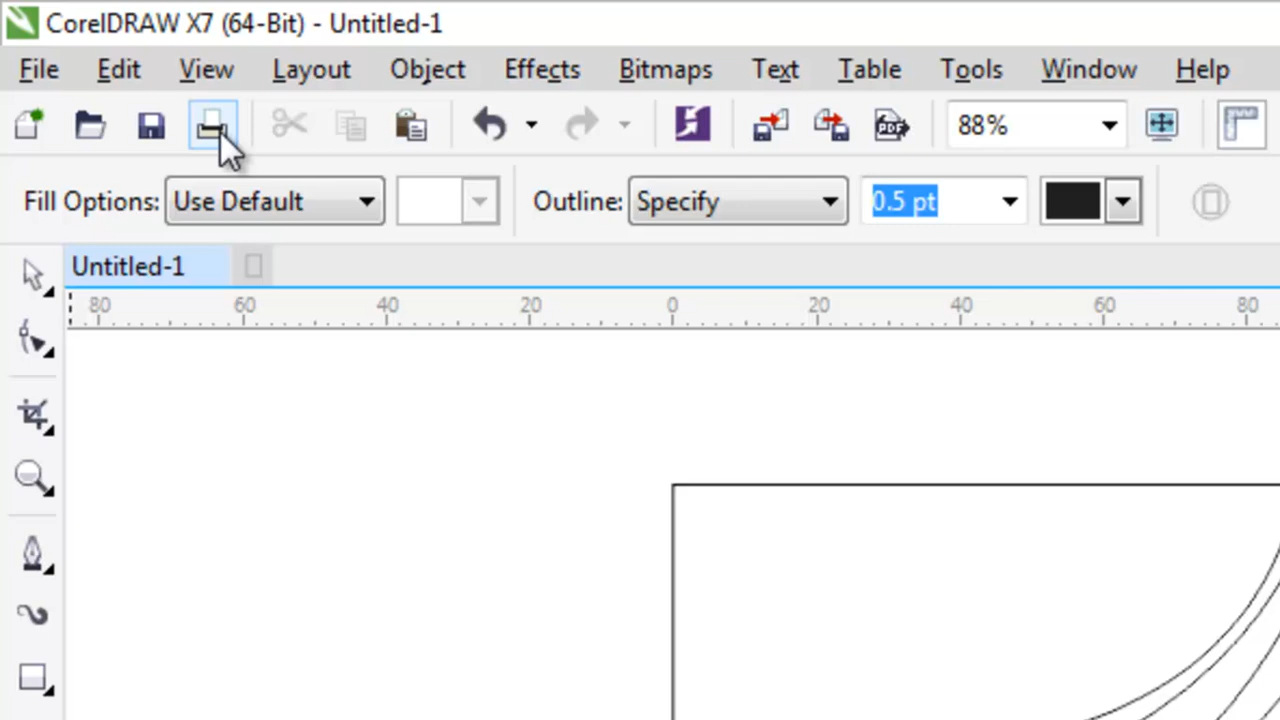 CorelDRAW X7 (64-Bit) - Untitled-1
File Edit View Layout Object Effects Bitmaps Text Table Tools Window Help
PDF 88%
Fill Options: Use Default Outline: Specify 0.5 pt
Untitled-1
80 60 40 20 0 20 40 60 80